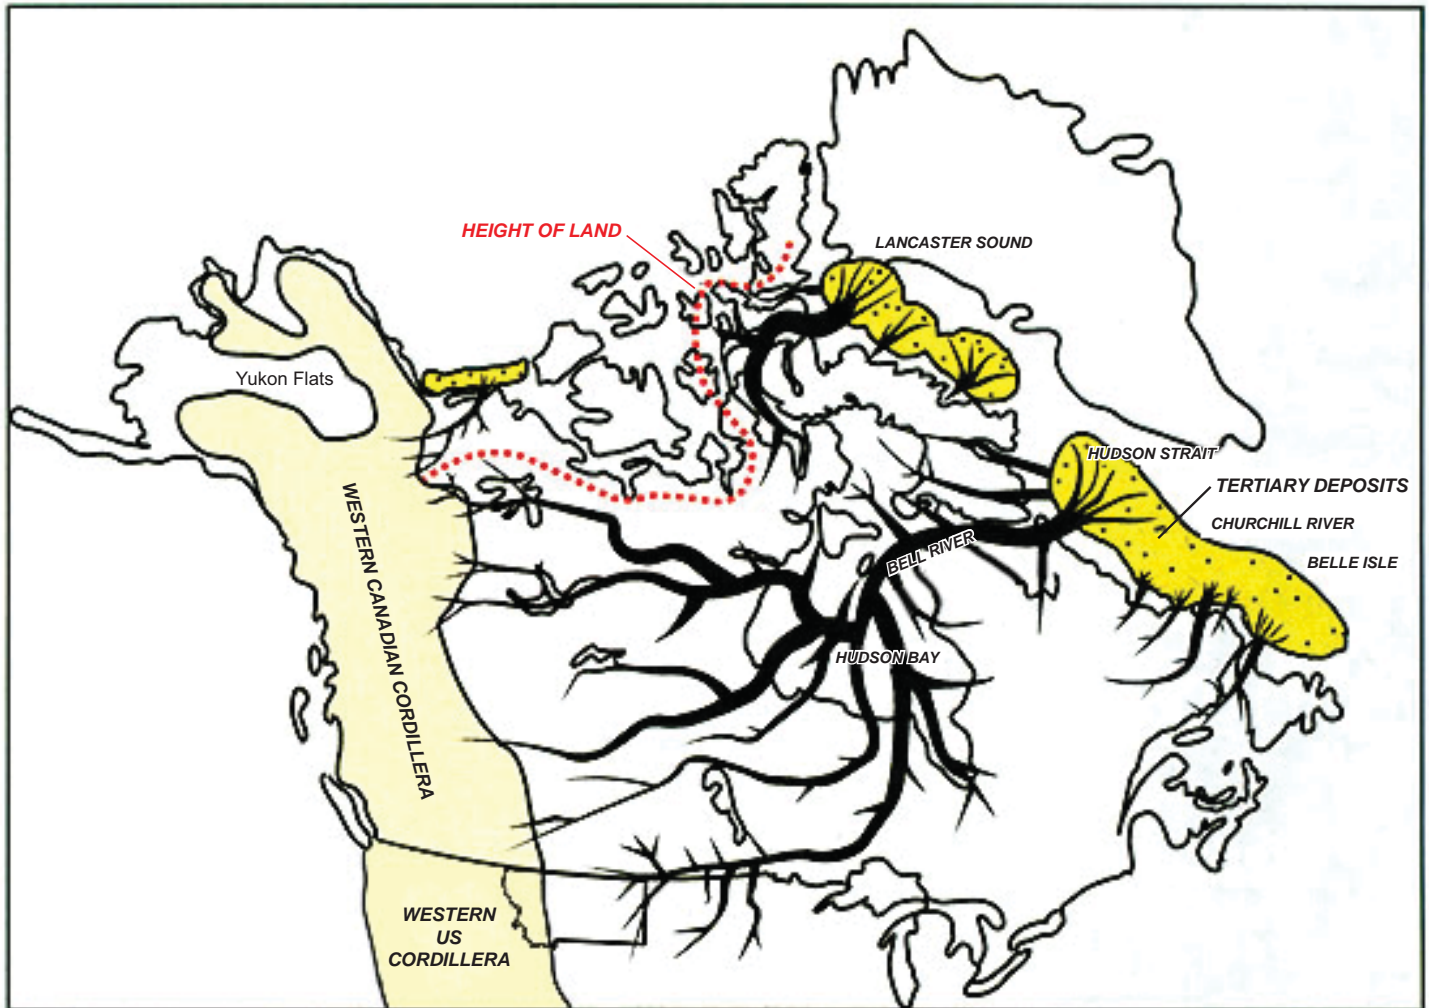 HEIGHT OF LAND
LANCASTER SOUND
Yukon Flats
HUDSON STRAIT
TERTIARY DEPOSITS
CHURCHILL RIVER
BELL RIVER
BELLE ISLE
WESTERN CANADIAN CORDILLERA
HUDSON BAY
WESTERN
US
CORDILLERA